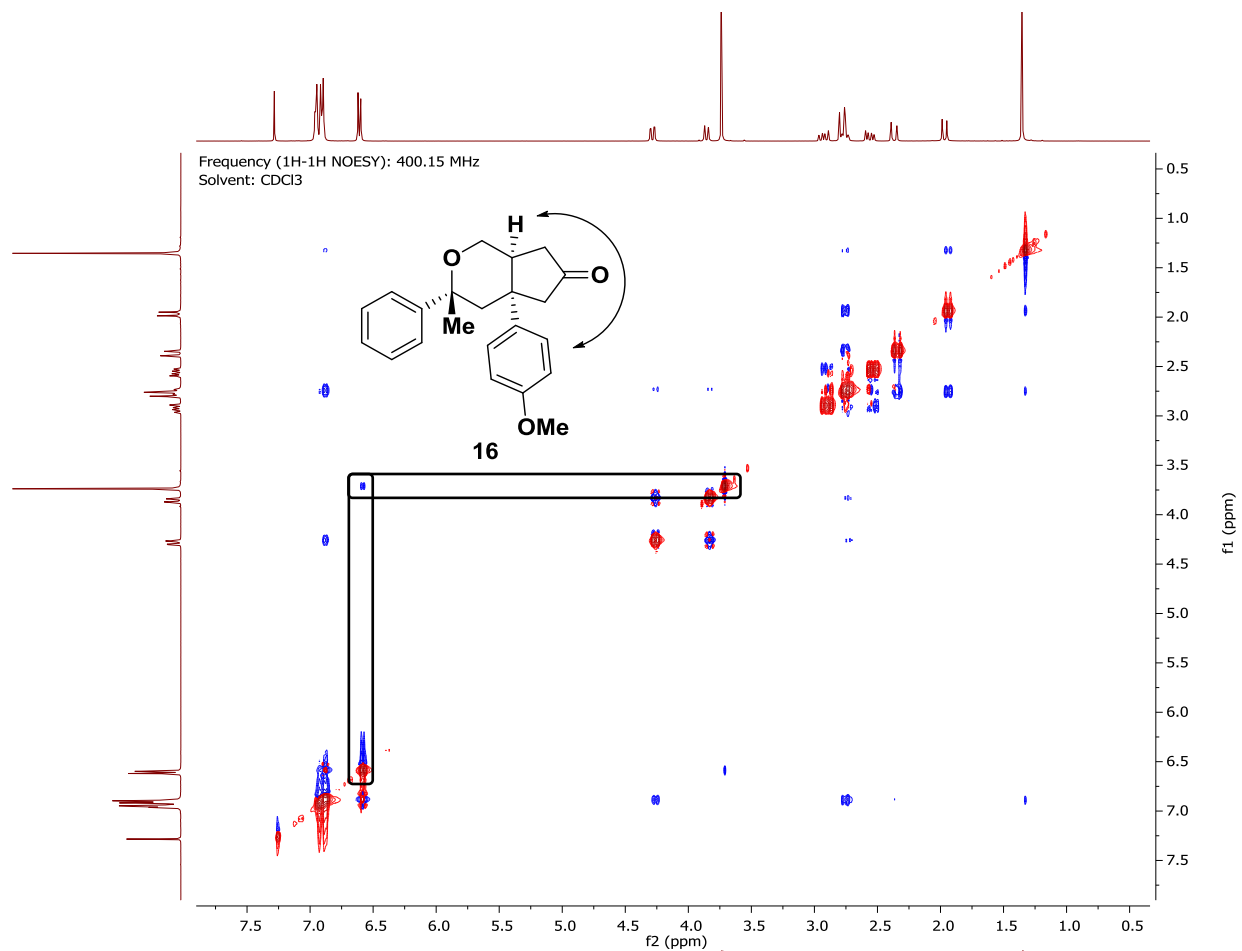 Frequency (1H-1H NOESY): 400.15 MHz
Solvent: CDCl3
H
O
O
Me
OMe
16
0.5
1.0
1.5
2.0
2.5
3.0
3.5
4.0
4.5
5.0
5.5
6.0
6.5
7.0
7.5
f1 (ppm)
7.5 7.0 6.5 6.0 5.5 5.0 4.5 4.0 3.5 3.0 2.5 2.0 1.5 1.0 0.5
f2 (ppm)